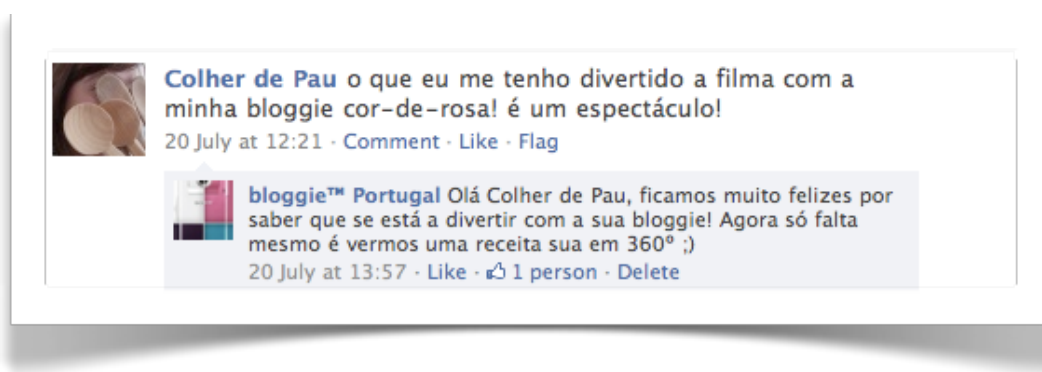 Colher de Pau o que eu me tenho divertido a filma com a
minha bloggie cor-de-rosa! é um espectáculo!
20 July at 12:21 · Comment · Like · Flag
bloggie™ Portugal Olá Colher de Pau, ficamos muito felizes por
saber que se está a divertir com a sua bloggie! Agora só falta
mesmo é vermos uma receita sua em 360º ;)
20 July at 13:57 · Like · 1 person · Delete